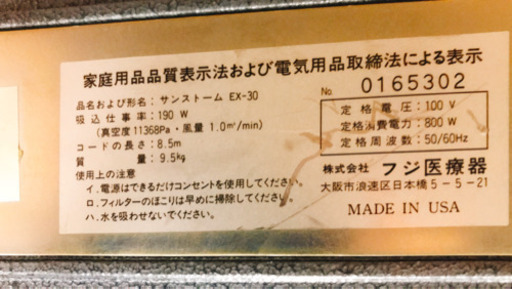 家庭用品品質表示法および電気用品取締法による表示
品名および形名：サンストーム EX-30
吸込仕事率：190 W
(真空度11368Pa・風量 1.0㎥/min)
コードの長さ：8.5m
質量：9.5kg
使用上の注意
イ.電源はできるだけコンセントを使用してください。
ロ.フィルターのほこりは早めに掃除してください。
ハ.水を吸わせないでください。
No. 0165302
定格電圧：100 V
定格消費電力：800 W
定格周波数：50/60Hz
株式会社 フジ医療器
大阪市浪速区日本橋5-5-21
MADE IN USA